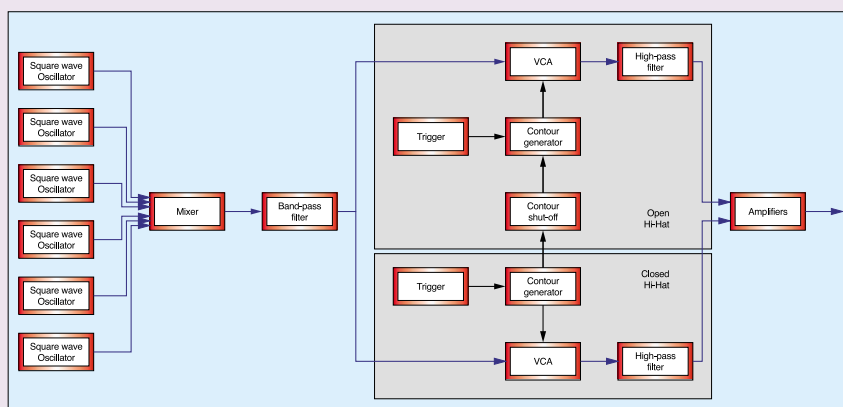 Square wave
Oscillator
Square wave
Oscillator
Square wave
Oscillator
Square wave
Oscillator
Square wave
Oscillator
Square wave
Oscillator
Mixer
Band-pass
filter
VCA
High-pass
filter
Trigger
Contour
generator
Contour
shut-off
Open
Hi-Hat
Closed
Hi-Hat
Trigger
Contour
generator
VCA
High-pass
filter
Amplifiers